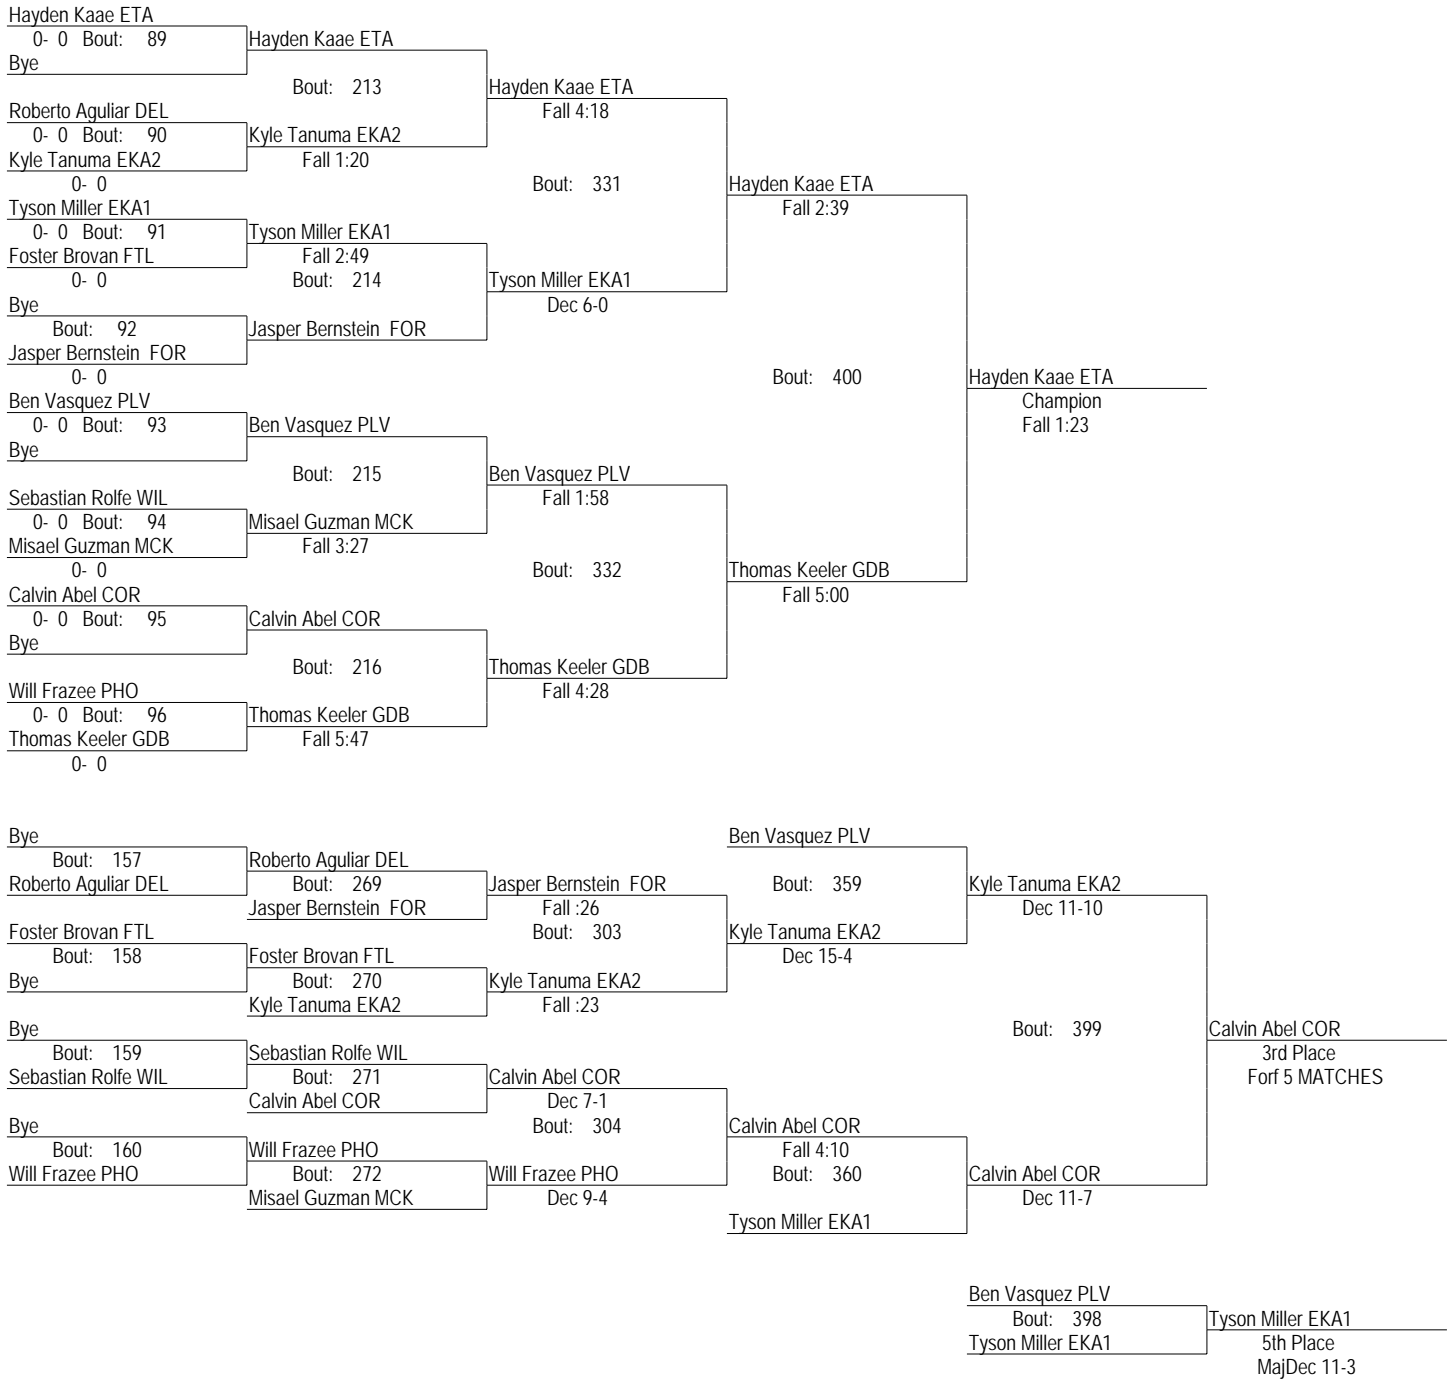 Hayden Kaae ETA
0- 0 Bout: 89 Hayden Kaae ETA
Bye
Bout: 213 Hayden Kaae ETA
Roberto Aguliar DEL Fall 4:18
0- 0 Bout: 90 Kyle Tanuma EKA2
Kyle Tanuma EKA2 Fall 1:20
0- 0 Bout: 331 Hayden Kaae ETA
Tyson Miller EKA1 Fall 2:39
0- 0 Bout: 91 Tyson Miller EKA1
Foster Brovan FTL Fall 2:49
0- 0 Bout: 214 Tyson Miller EKA1
Bye Dec 6-0
Bout: 92 Jasper Bernstein FOR
Jasper Bernstein FOR
0- 0 Bout: 400 Hayden Kaae ETA
Ben Vasquez PLV Champion
0- 0 Bout: 93 Ben Vasquez PLV Fall 1:23
Bye
Bout: 215 Ben Vasquez PLV
Sebastian Rolfe WIL Fall 1:58
0- 0 Bout: 94 Misael Guzman MCK
Misael Guzman MCK Fall 3:27
0- 0 Bout: 332 Thomas Keeler GDB
Calvin Abel COR Fall 5:00
0- 0 Bout: 95 Calvin Abel COR
Bye
Bout: 216 Thomas Keeler GDB
Will Frazee PHO Fall 4:28
0- 0 Bout: 96 Thomas Keeler GDB
Thomas Keeler GDB Fall 5:47
0- 0
Bye Ben Vasquez PLV
Bout: 157 Roberto Aguliar DEL
Roberto Aguliar DEL Bout: 269 Jasper Bernstein FOR Bout: 359 Kyle Tanuma EKA2
Jasper Bernstein FOR Fall :26 Dec 11-10
Foster Brovan FTL Bout: 303 Kyle Tanuma EKA2
Bout: 158 Foster Brovan FTL Dec 15-4
Bye Bout: 270 Kyle Tanuma EKA2
Kyle Tanuma EKA2 Fall :23
Bye Bout: 399 Calvin Abel COR
Bout: 159 Sebastian Rolfe WIL 3rd Place
Sebastian Rolfe WIL Bout: 271 Calvin Abel COR Forf 5 MATCHES
Calvin Abel COR Dec 7-1
Bye Bout: 304 Calvin Abel COR
Bout: 160 Will Frazee PHO Fall 4:10
Will Frazee PHO Bout: 272 Will Frazee PHO Bout: 360 Calvin Abel COR
Misael Guzman MCK Dec 9-4 Dec 11-7
Tyson Miller EKA1
Ben Vasquez PLV
Bout: 398 Tyson Miller EKA1
Tyson Miller EKA1 5th Place
MajDec 11-3